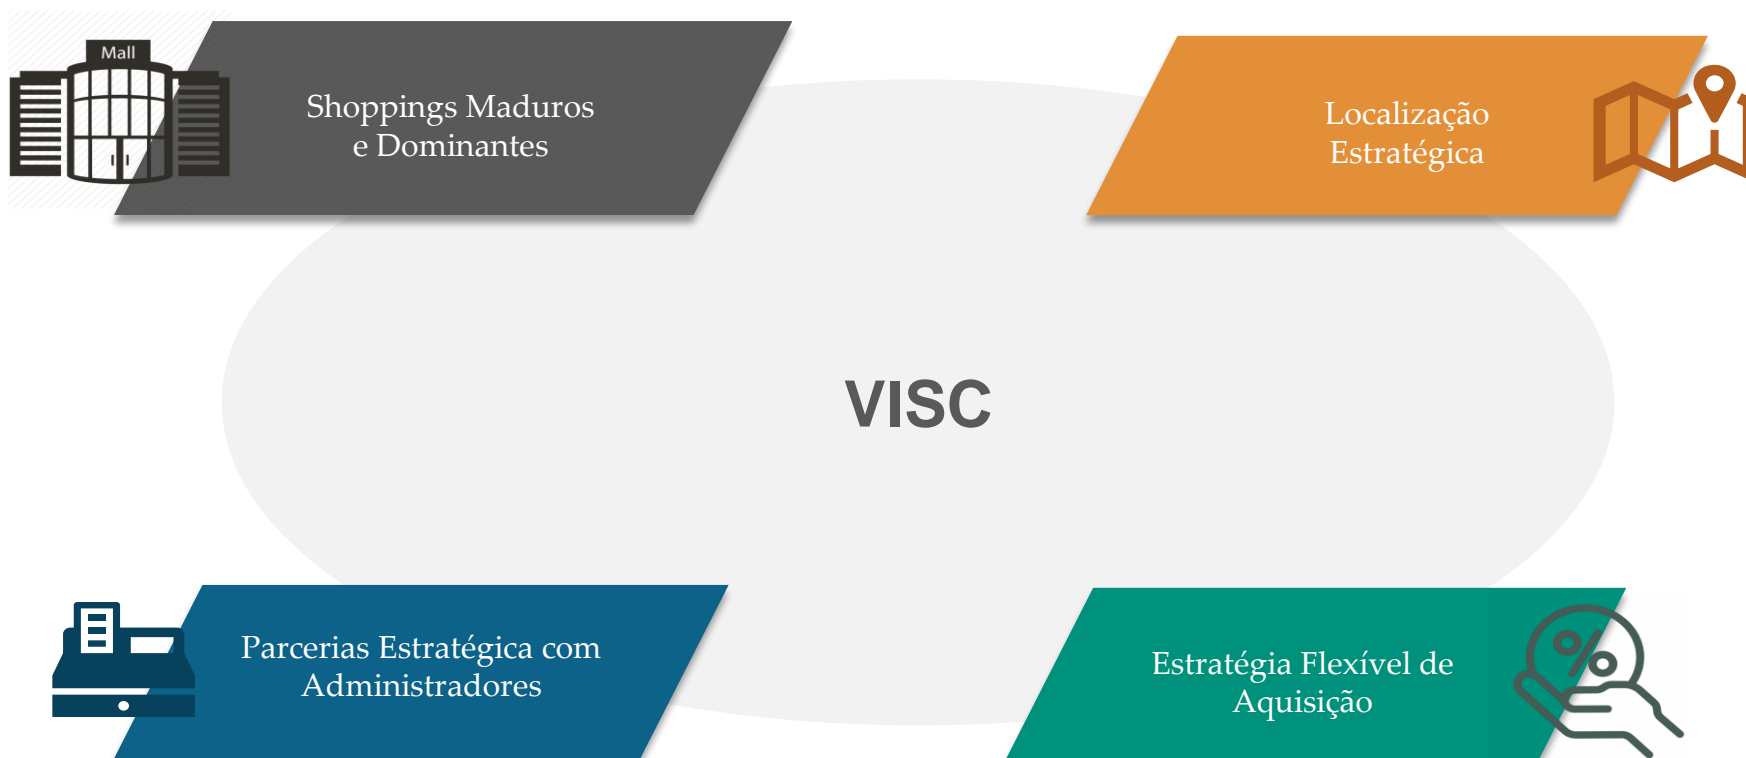 Mall
Shoppings Maduros
e Dominantes
Localização
Estratégica
VISC
Parcerias Estratégica com
Administradores
Estratégia Flexível de
Aquisição
%